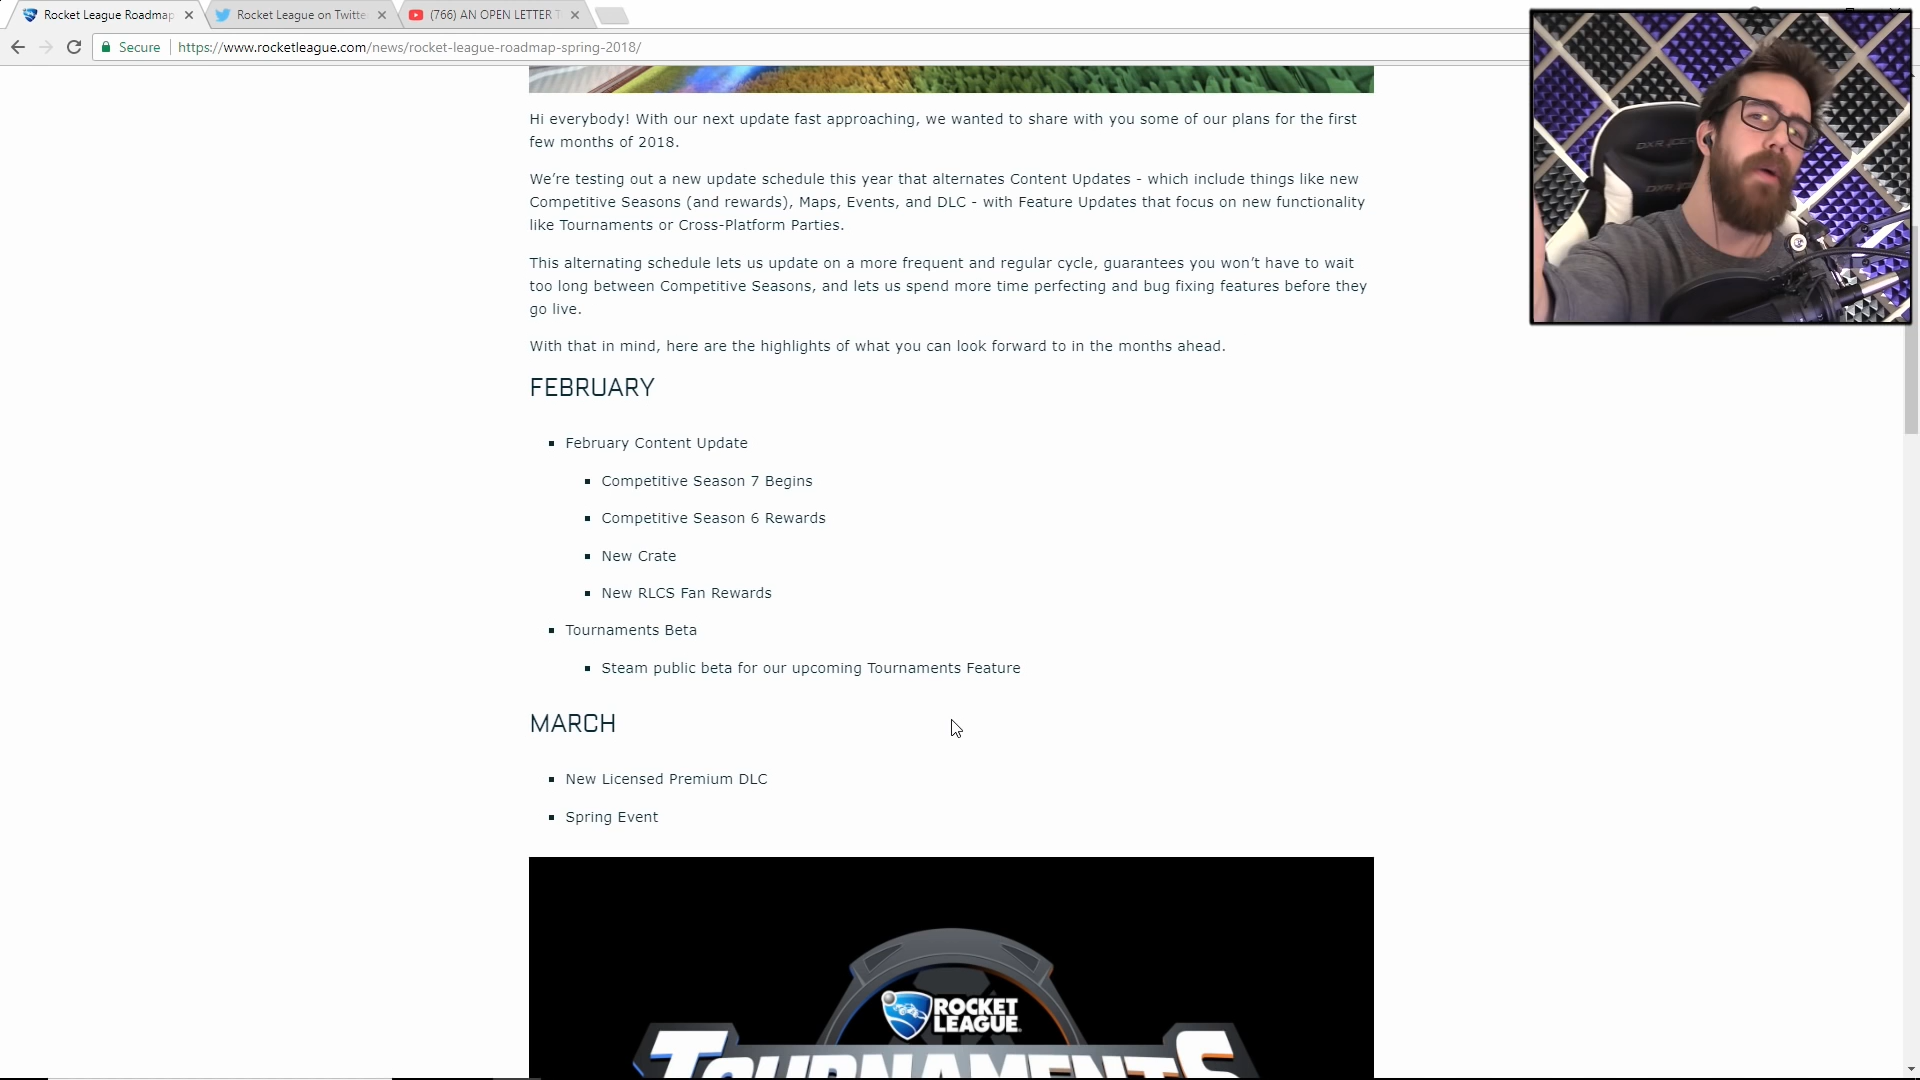 Rocket League Roadmap
Rocket League on Twitte
(766) AN OPEN LETTER T
Secure
https://www.rocketleague.com/news/rocket-league-roadmap-spring-2018/
Hi everybody! With our next update fast approaching, we wanted to share with you some of our plans for the first
few months of 2018.
We’re testing out a new update schedule this year that alternates Content Updates - which include things like new
Competitive Seasons (and rewards), Maps, Events, and DLC - with Feature Updates that focus on new functionality
like Tournaments or Cross-Platform Parties.
This alternating schedule lets us update on a more frequent and regular cycle, guarantees you won’t have to wait
too long between Competitive Seasons, and lets us spend more time perfecting and bug fixing features before they
go live.
With that in mind, here are the highlights of what you can look forward to in the months ahead.
FEBRUARY
February Content Update
Competitive Season 7 Begins
Competitive Season 6 Rewards
New Crate
New RLCS Fan Rewards
Tournaments Beta
Steam public beta for our upcoming Tournaments Feature
MARCH
New Licensed Premium DLC
Spring Event
ROCKET
LEAGUE
TOURNAMENTS